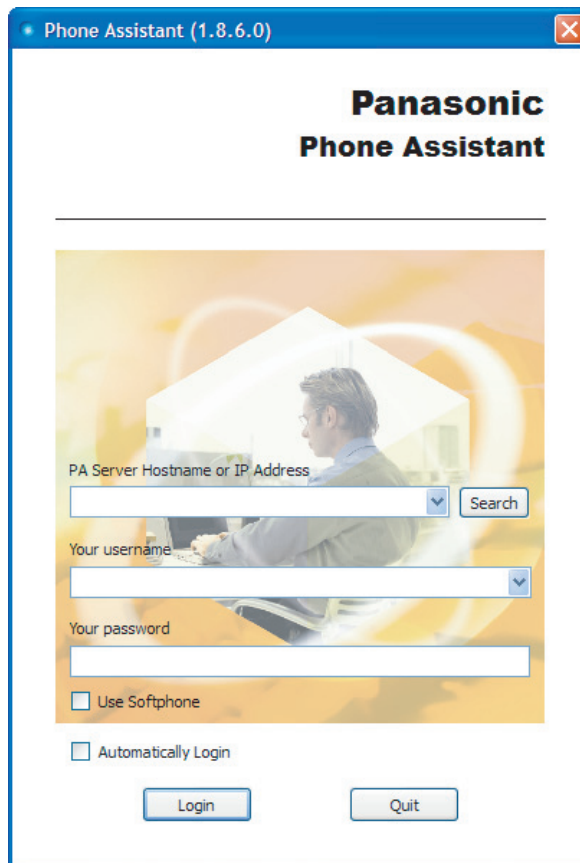 Phone Assistant (1.8.6.0)
Panasonic
Phone Assistant
PA Server Hostname or IP Address
Search
Your username
Your password
Use Softphone
Automatically Login
Login
Quit